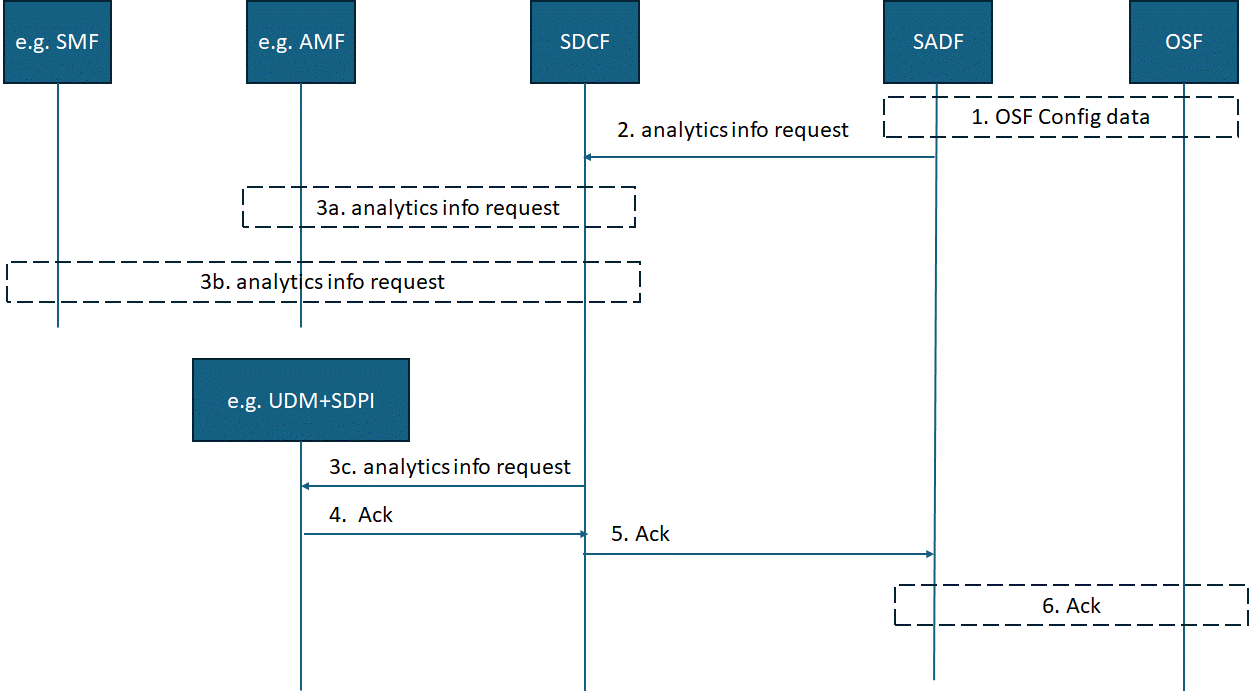 e.g. SMF
e.g. AMF
SDCF
SADF
OSF
1. OSF Config data
2. analytics info request
3a. analytics info request
3b. analytics info request
e.g. UDM+SDPI
3c. analytics info request
4. Ack
5. Ack
6. Ack